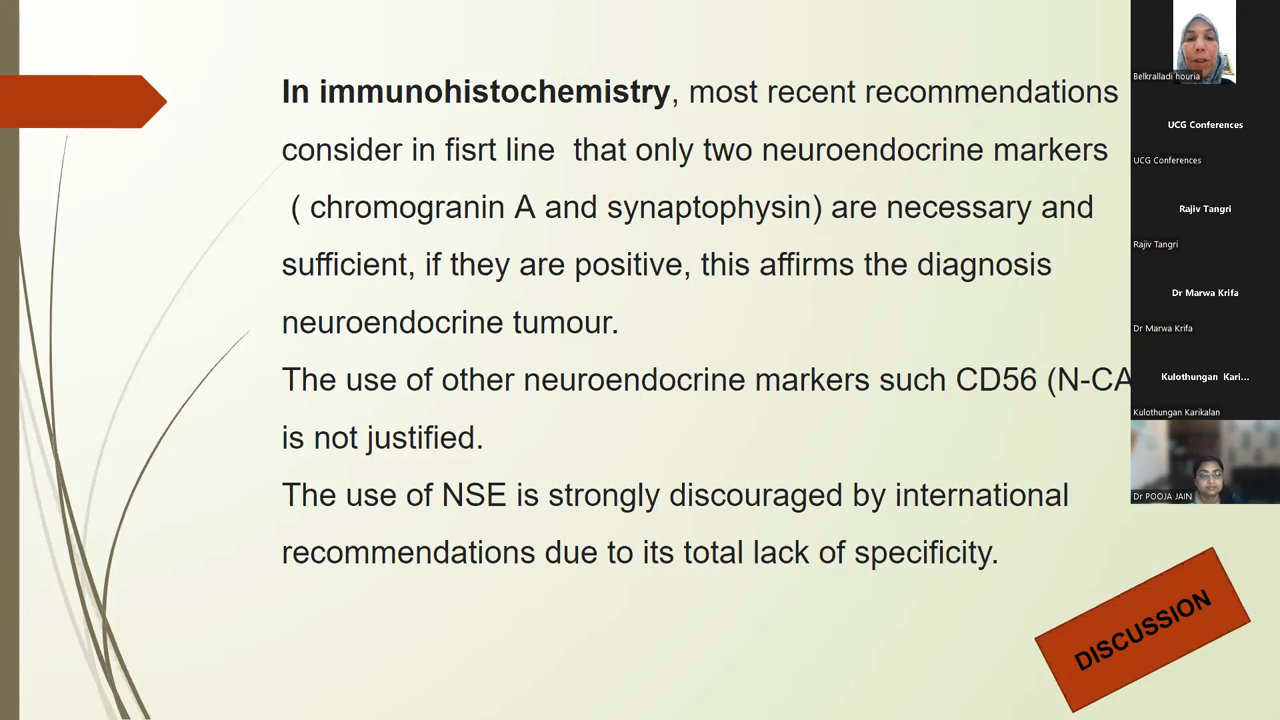 In immunohistochemistry, most recent recommendations
consider in fisrt line  that only two neuroendocrine markers
( chromogranin A and synaptophysin) are necessary and
sufficient, if they are positive, this affirms the diagnosis
neuroendocrine tumour.
The use of other neuroendocrine markers such CD56 (N-CA
is not justified.
The use of NSE is strongly discouraged by international
recommendations due to its total lack of specificity.
DISCUSSION
Belkralladi houria
UCG Conferences
UCG Conferences
Rajiv Tangri
Rajiv Tangri
Dr Marwa Krifa
Dr Marwa Krifa
Kulothungan Kari...
Kulothungan Karikalan
Dr POOJA JAIN